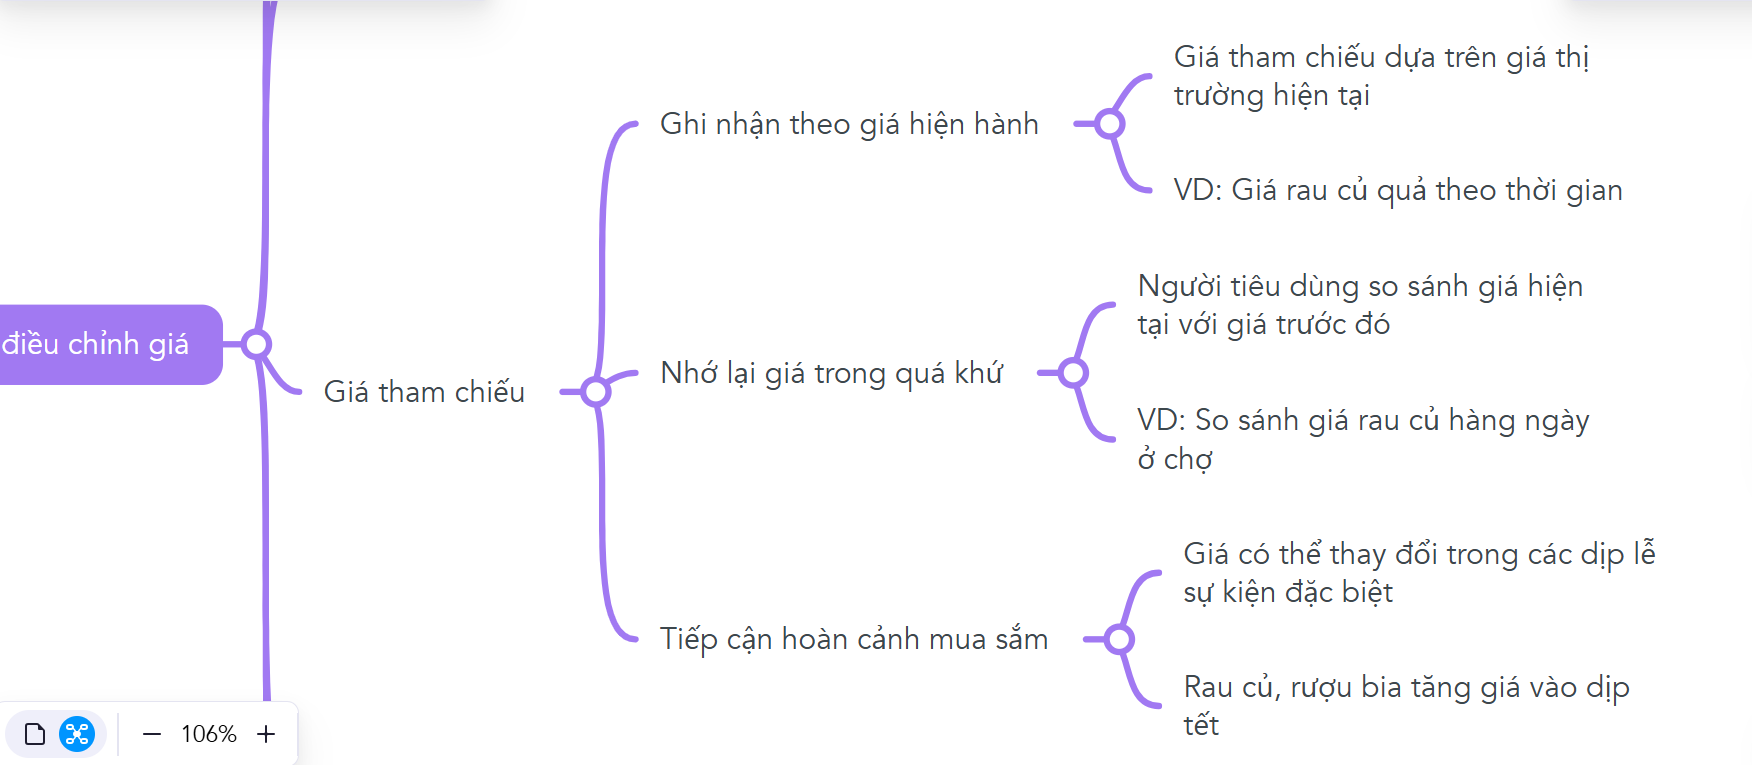 điều chỉnh giá
Giá tham chiếu
Ghi nhận theo giá hiện hành
Giá tham chiếu dựa trên giá thị
trường hiện tại
VD: Giá rau củ quả theo thời gian
Nhớ lại giá trong quá khứ
Người tiêu dùng so sánh giá hiện
tại với giá trước đó
VD: So sánh giá rau củ hàng ngày
ở chợ
Tiếp cận hoàn cảnh mua sắm
Giá có thể thay đổi trong các dịp lễ
sự kiện đặc biệt
Rau củ, rượu bia tăng giá vào dịp
tết
106%